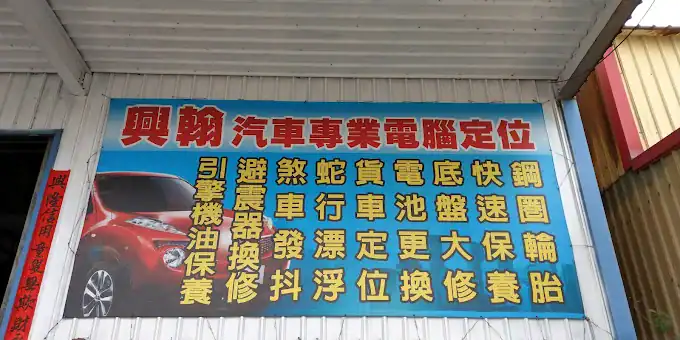 興翰 汽車專業電腦定位
鋼圈輪胎
快速保養
底盤大修
電池更換
貨車定位
蛇行漂浮
煞車發抖
避震器換修
引擎機油保養